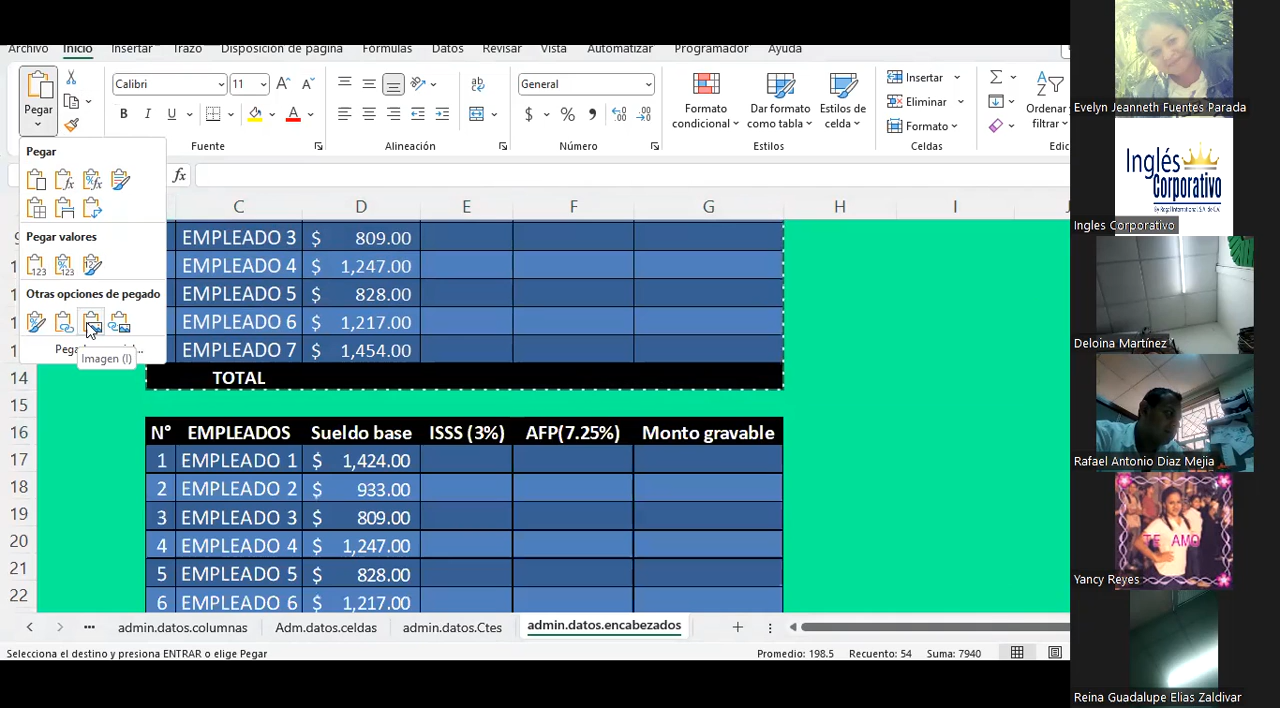 Archivo Inicio Insertar Trazo Disposición de página Fórmulas Datos Revisar Vista Automatizar Programador Ayuda
Pegar
Calibri 11
N K S
Fuente
Alineación
General
$ % 9
Número
Formato condicional
Dar formato como tabla
Estilos de celda
Estilos
Insertar
Eliminar
Formato
Celdas
Ordenar
filtrar
Edic
Pegar
Pegar valores
Otras opciones de pegado
Imagen (I)
fx
C D E F G H I
EMPLEADO 3 $ 809.00
EMPLEADO 4 $ 1,247.00
EMPLEADO 5 $ 828.00
EMPLEADO 6 $ 1,217.00
EMPLEADO 7 $ 1,454.00
14 TOTAL
15
16 N° EMPLEADOS Sueldo base ISSS (3%) AFP(7.25%) Monto gravable
17 1 EMPLEADO 1 $ 1,424.00
18 2 EMPLEADO 2 $ 933.00
19 3 EMPLEADO 3 $ 809.00
20 4 EMPLEADO 4 $ 1,247.00
21 5 EMPLEADO 5 $ 828.00
22 6 EMPLEADO 6 $ 1,217.00
admin.datos.columnas Adm.datos.celdas admin.datos.Ctes admin.datos.encabezados
Selecciona el destino y presiona ENTRAR o elige Pegar Promedio: 198.5 Recuento: 54 Suma: 7940
Evelyn Jeanneth Fuentes Parada
Inglés
Corporativo
By Regal International, S.A. de C.V.
Ingles Corporativo
Deloina Martínez
Rafael Antonio Diaz Mejia
TE AMO
Yancy Reyes
Reina Guadalupe Elias Zaldivar